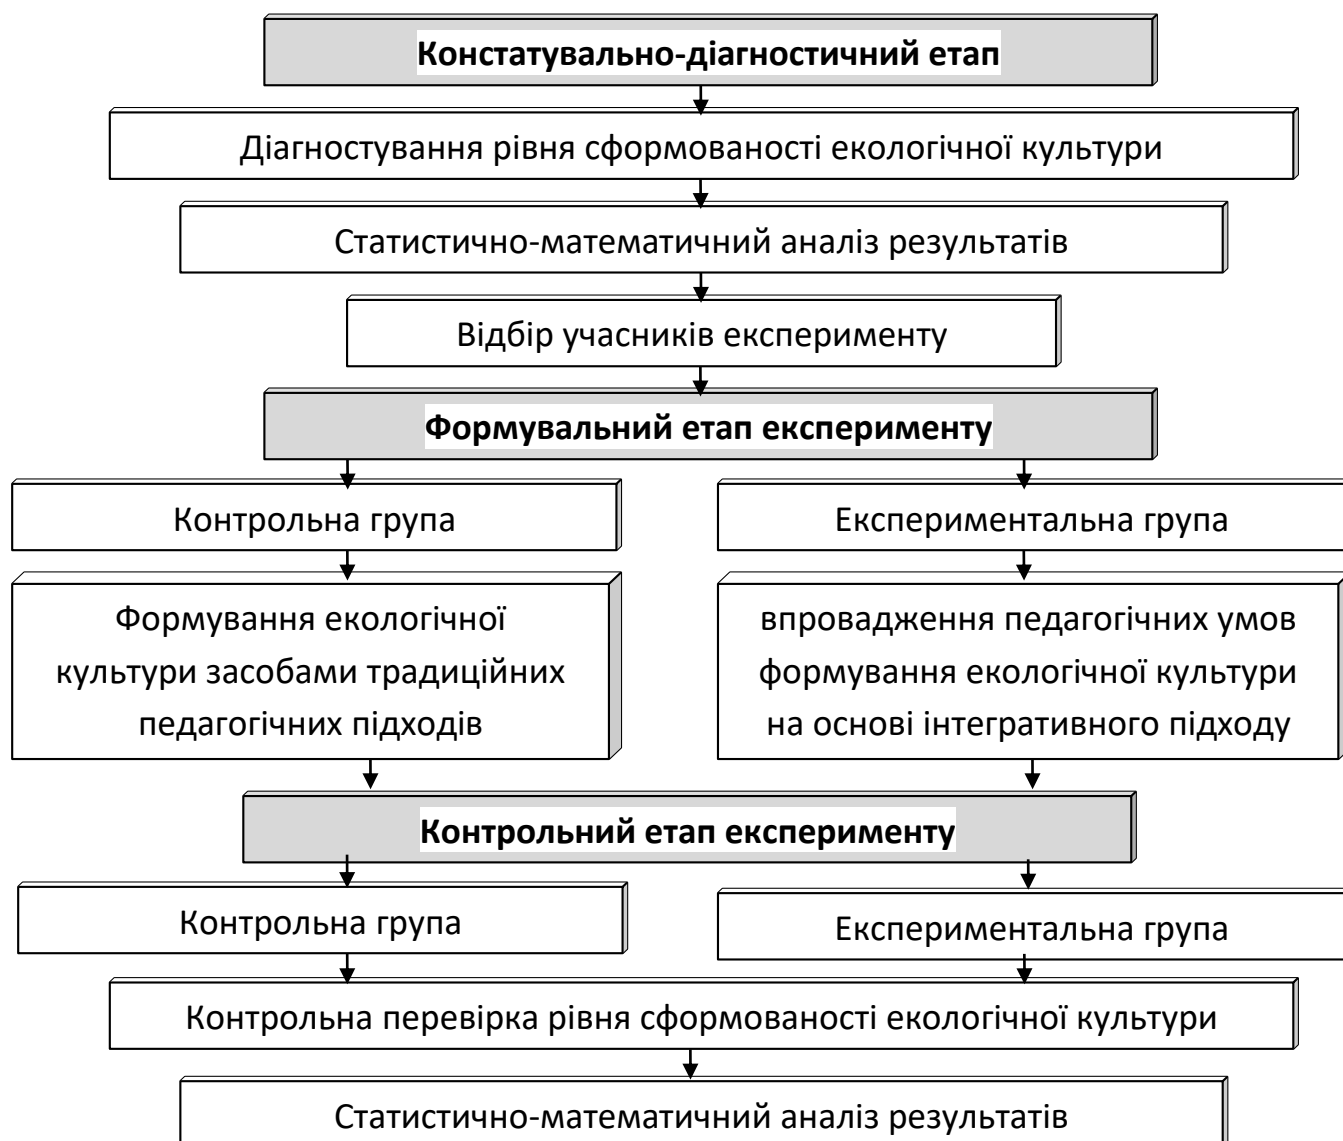 Констатувально-діагностичний етап
Діагностування рівня сформованості екологічної культури
Статистично-математичний аналіз результатів
Відбір учасників експерименту
Формувальний етап експерименту
Контрольна група
Експериментальна група
Формування екологічної
культури засобами традиційних
педагогічних підходів
впровадження педагогічних умов
формування екологічної культури
на основі інтегративного підходу
Контрольний етап експерименту
Контрольна група
Експериментальна група
Контрольна перевірка рівня сформованості екологічної культури
Статистично-математичний аналіз результатів